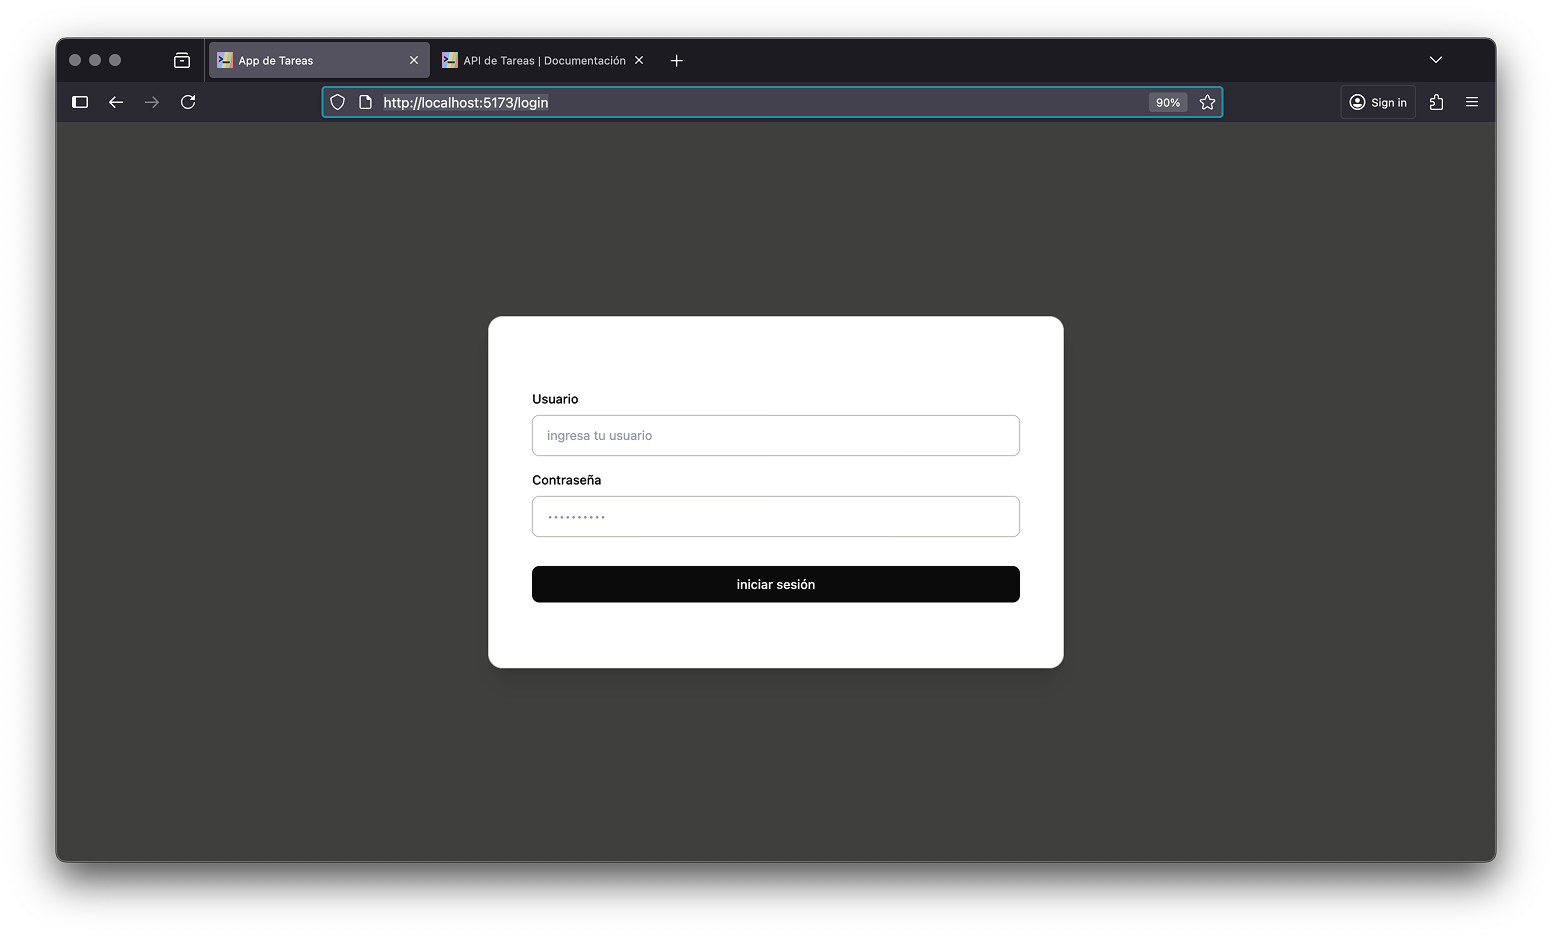 App de Tareas
API de Tareas | Documentación
http://localhost:5173/login
90%
Sign in
Usuario
ingresa tu usuario
Contraseña
••••••••••
iniciar sesión